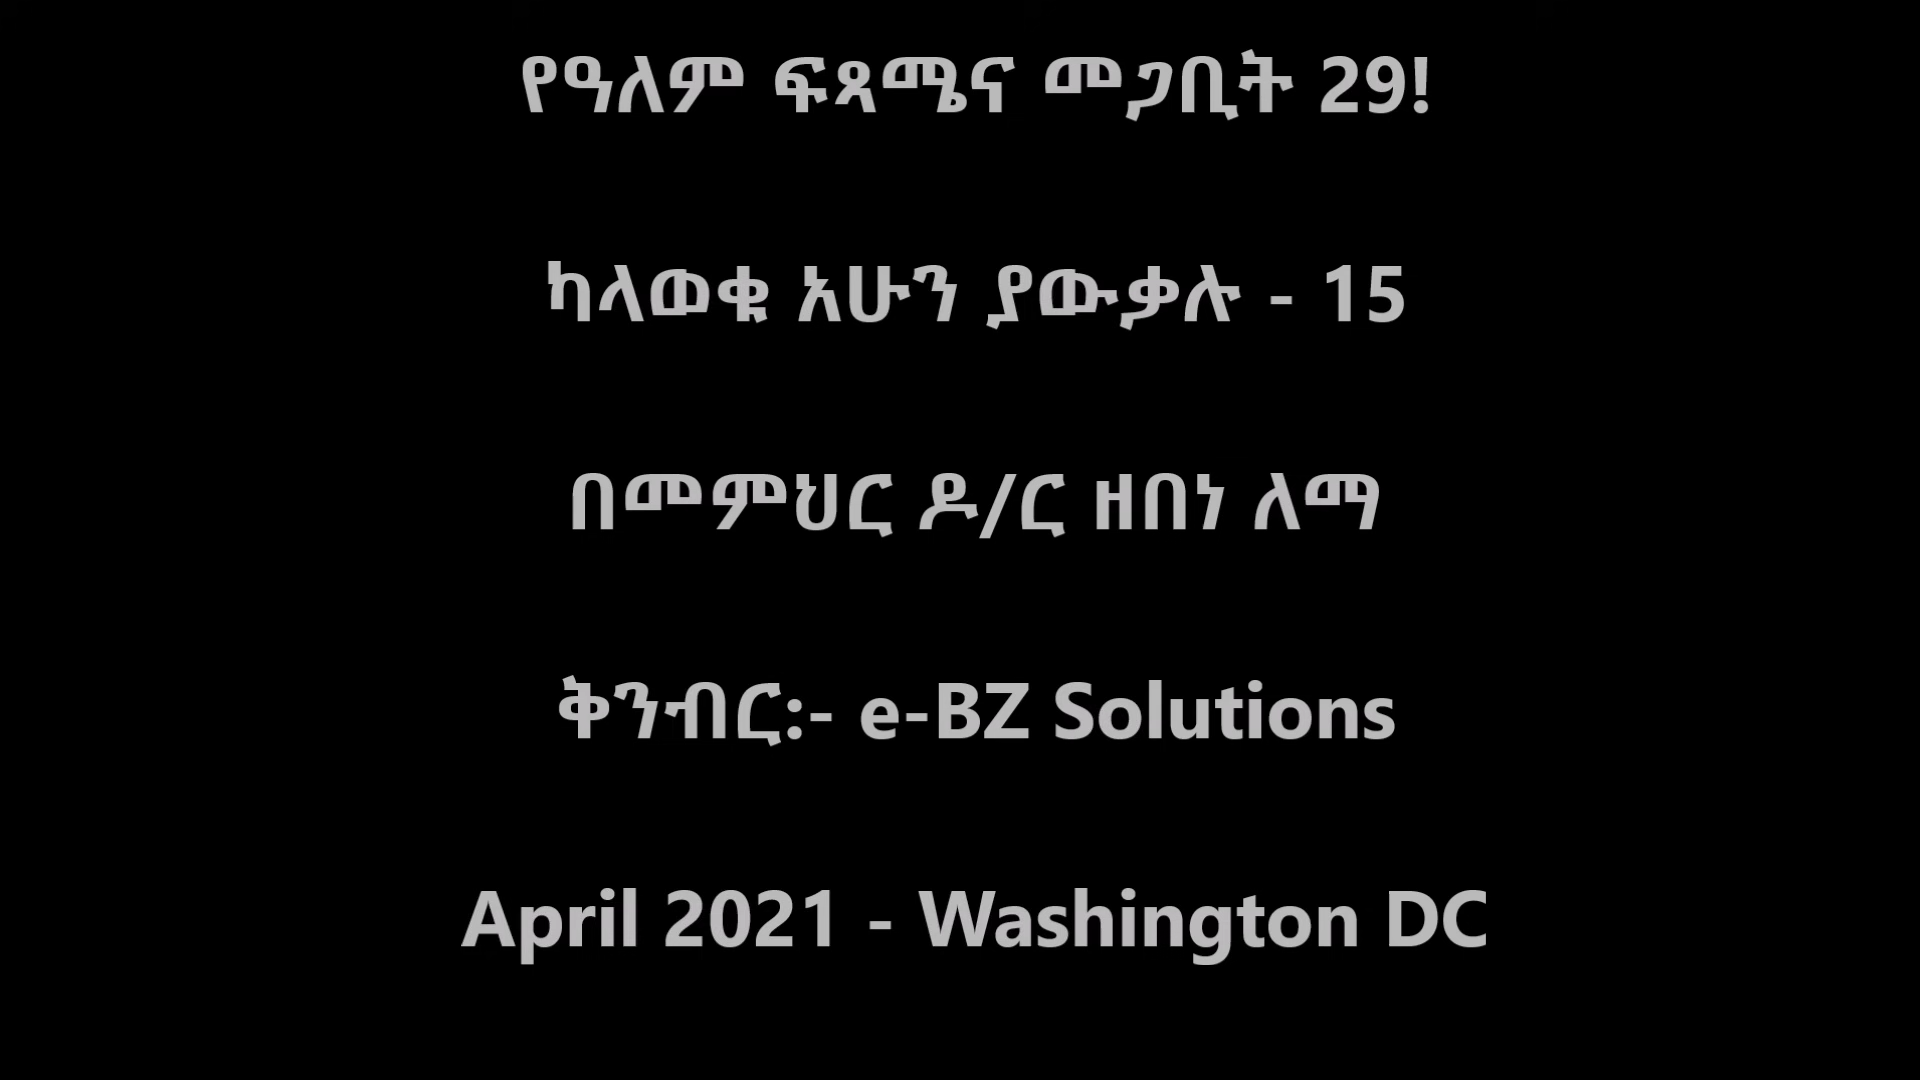 የዓለም ፍጻሜና መጋቢት 29!
ካላወቁ አሁን ያውቃሉ - 15
በመምህር ዶ/ር ዘበነ ለማ
ቅንብር፡- e-BZ Solutions
April 2021 - Washington DC